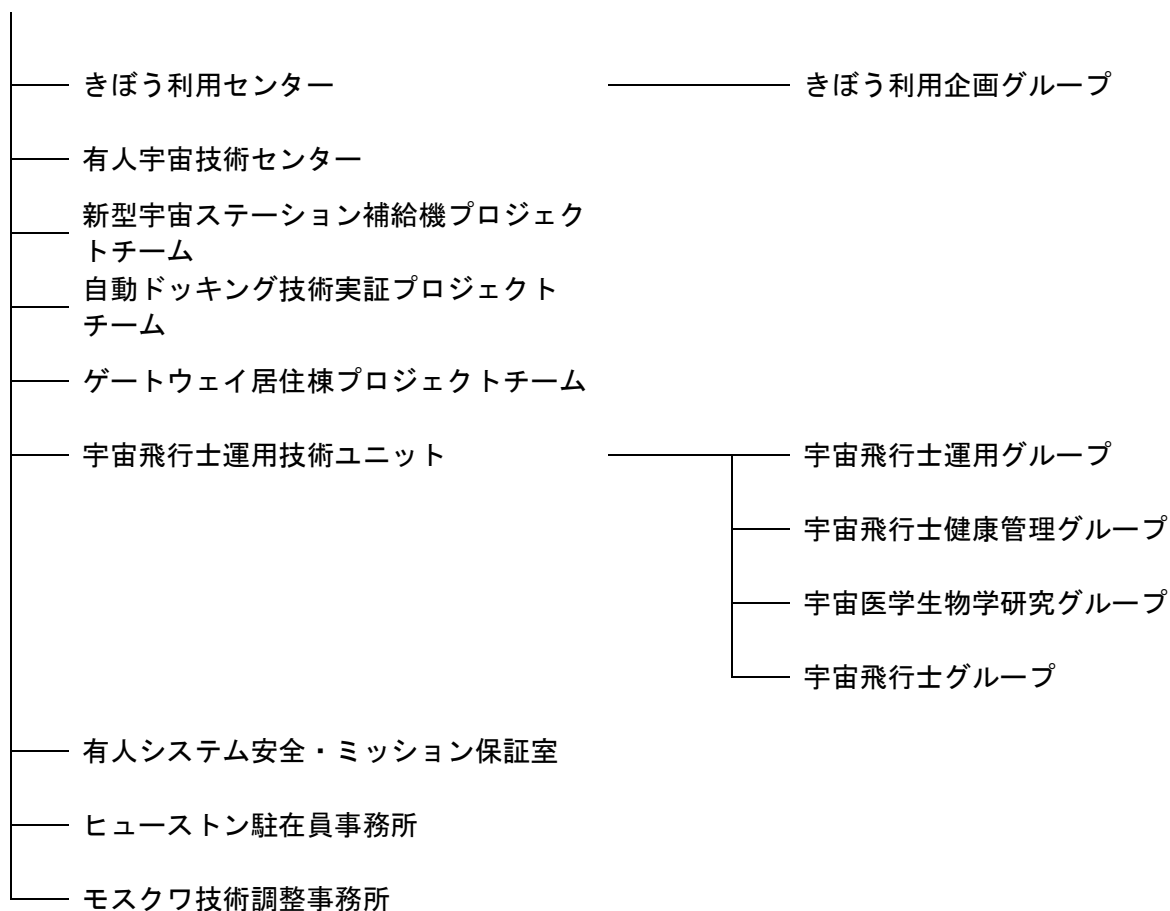 きぼう利用センター
きぼう利用企画グループ
有人宇宙技術センター
新型宇宙ステーション補給機プロジェク
トチーム
自動ドッキング技術実証プロジェクト
チーム
ゲートウェイ居住棟プロジェクトチーム
宇宙飛行士運用技術ユニット
宇宙飛行士運用グループ
宇宙飛行士健康管理グループ
宇宙医学生物学研究グループ
宇宙飛行士グループ
有人システム安全・ミッション保証室
ヒューストン駐在員事務所
モスクワ技術調整事務所